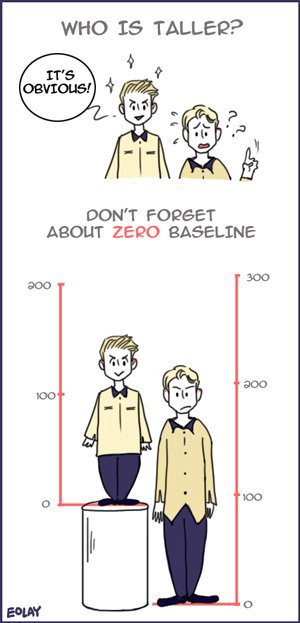 WHO IS TALLER?
IT'S
OBVIOUS!
? ? ?
DON'T FORGET
ABOUT ZERO BASELINE
200
100
0
300
200
100
0
EOLAY